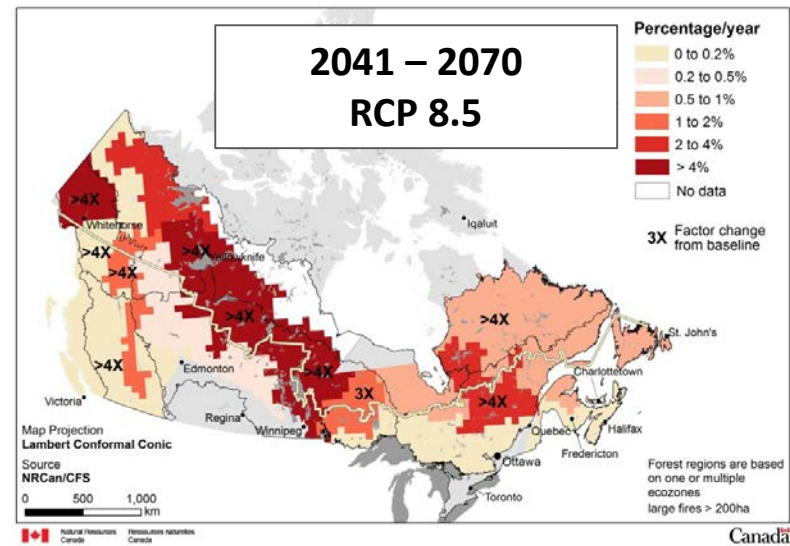 2041 – 2070
RCP 8.5
Percentage/year
0 to 0.2%
0.2 to 0.5%
0.5 to 1%
1 to 2%
2 to 4%
> 4%
No data
3X Factor change
from baseline
Iqaluit
>4X
Whitehorse
>4X
>4X
>4X
Yellowknife
>4X
>4X
>4X
St. John's
>4X
Edmonton
3X
>4X
Charlottetown
Victoria
Regina
Winnipeg
Quebec
Halifax
Fredericton
Ottawa
Toronto
Map Projection
Lambert Conformal Conic
Source
NRCan/CFS
0 500 1,000
km
Forest regions are based
on one or multiple
ecozones
large fires > 200ha
Natural Resources Ressources naturelles
Canada Canada
Canada